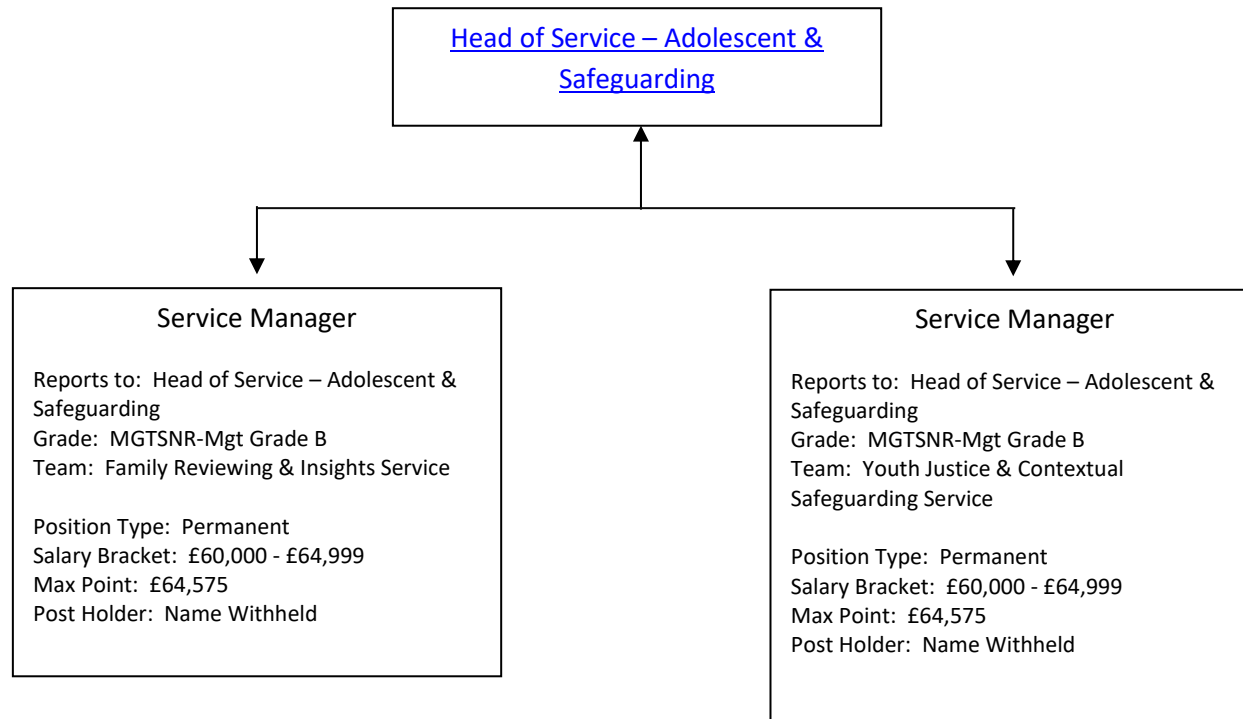 Head of Service – Adolescent &
Safeguarding
Service Manager
Reports to: Head of Service – Adolescent &
Safeguarding
Grade: MGTSNR-Mgt Grade B
Team: Family Reviewing & Insights Service
Position Type: Permanent
Salary Bracket: £60,000 - £64,999
Max Point: £64,575
Post Holder: Name Withheld
Service Manager
Reports to: Head of Service – Adolescent &
Safeguarding
Grade: MGTSNR-Mgt Grade B
Team: Youth Justice & Contextual
Safeguarding Service
Position Type: Permanent
Salary Bracket: £60,000 - £64,999
Max Point: £64,575
Post Holder: Name Withheld